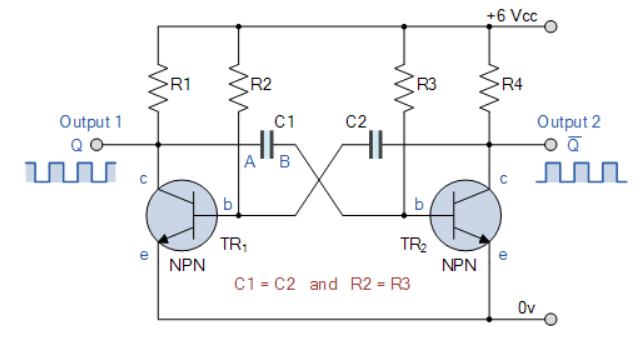 +6 Vcc
R1
R2
R3
R4
Output 1
C1
C2
Output 2
Q
Q̅
A
B
c
c
b
b
TR₁
TR₂
e
e
NPN
NPN
C1 = C2 and R2 = R3
0v